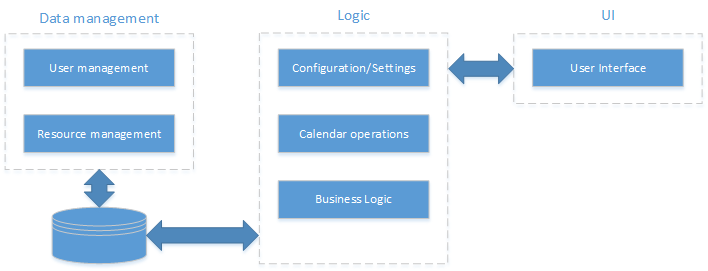 Data management
User management
Resource management
Logic
Configuration/Settings
Calendar operations
Business Logic
UI
User Interface